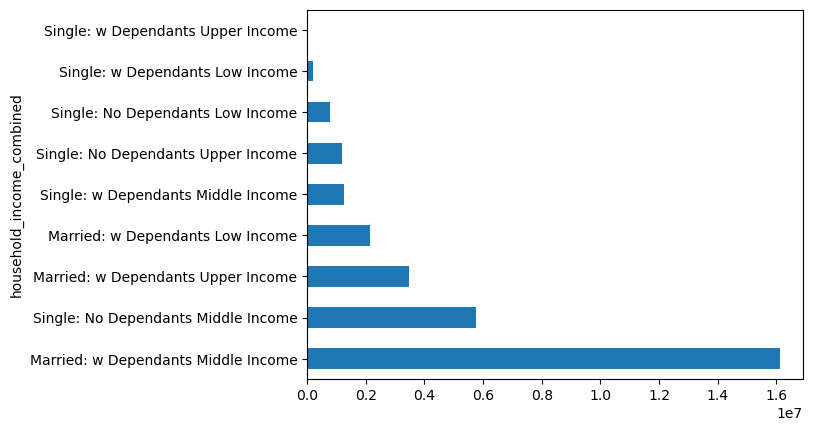 Single: w Dependants Upper Income
Single: w Dependants Low Income
Single: No Dependants Low Income
Single: No Dependants Upper Income
Single: w Dependants Middle Income
Married: w Dependants Low Income
Married: w Dependants Upper Income
Single: No Dependants Middle Income
Married: w Dependants Middle Income
household_income_combined
0.0 0.2 0.4 0.6 0.8 1.0 1.2 1.4 1.6
1e7